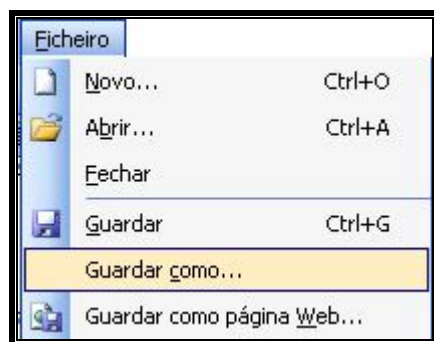 Ficheiro
Novo... Ctrl+O
Abrir... Ctrl+A
Fechar
Guardar Ctrl+G
Guardar como...
Guardar como página Web...